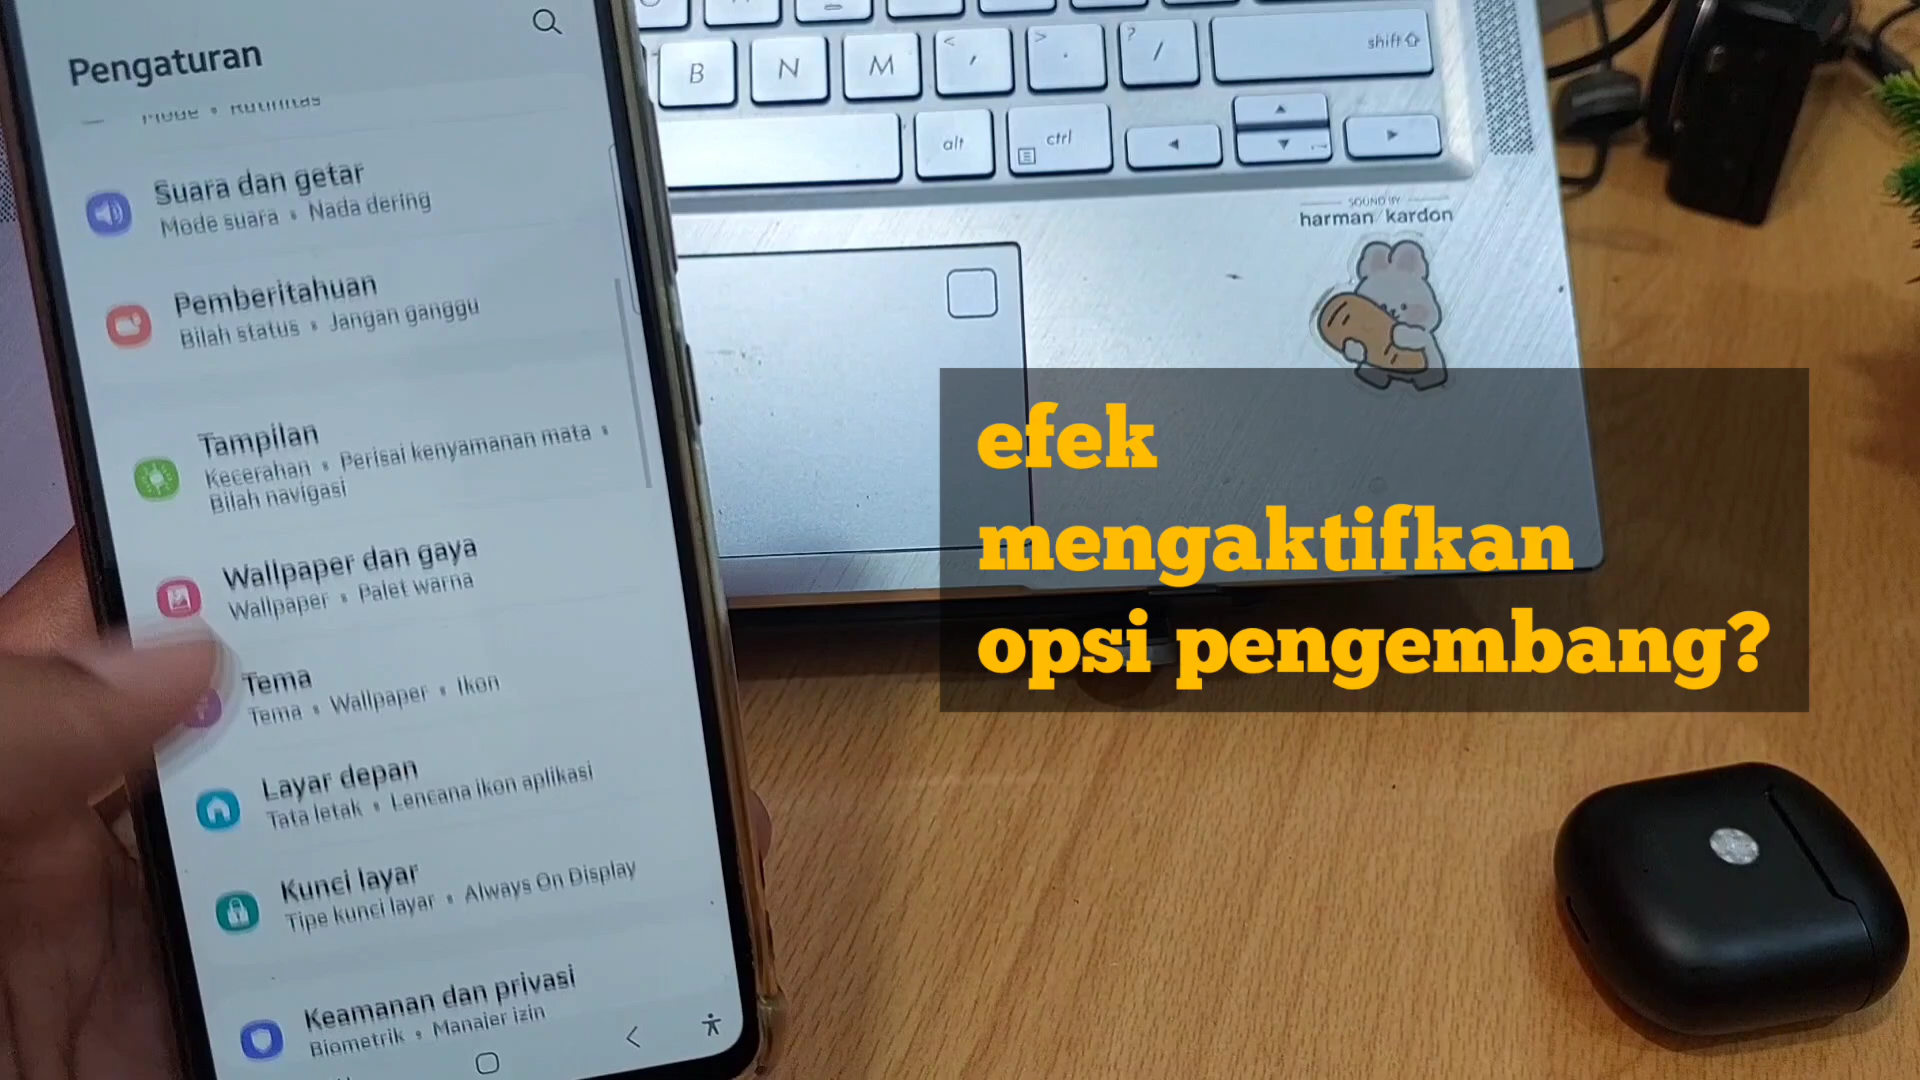 Pengaturan
Suara dan getar
Mode suara • Nada dering
Pemberitahuan
Bilah status • Jangan ganggu
Tampilan
Kecerahan • Perisai kenyamanan mata •
Bilah navigasi
Wallpaper dan gaya
Wallpaper • Palet warna
Tema
Tema • Wallpaper • Ikon
Layar depan
Tata letak • Lencana ikon aplikasi
Kunci layar
Tipe kunci layar • Always On Display
Keamanan dan privasi
Biometrik • Manajer izin
B N M < , > . ? / shift
alt ctrl
SOUND BY
harman/kardon
efek
mengaktifkan
opsi pengembang?